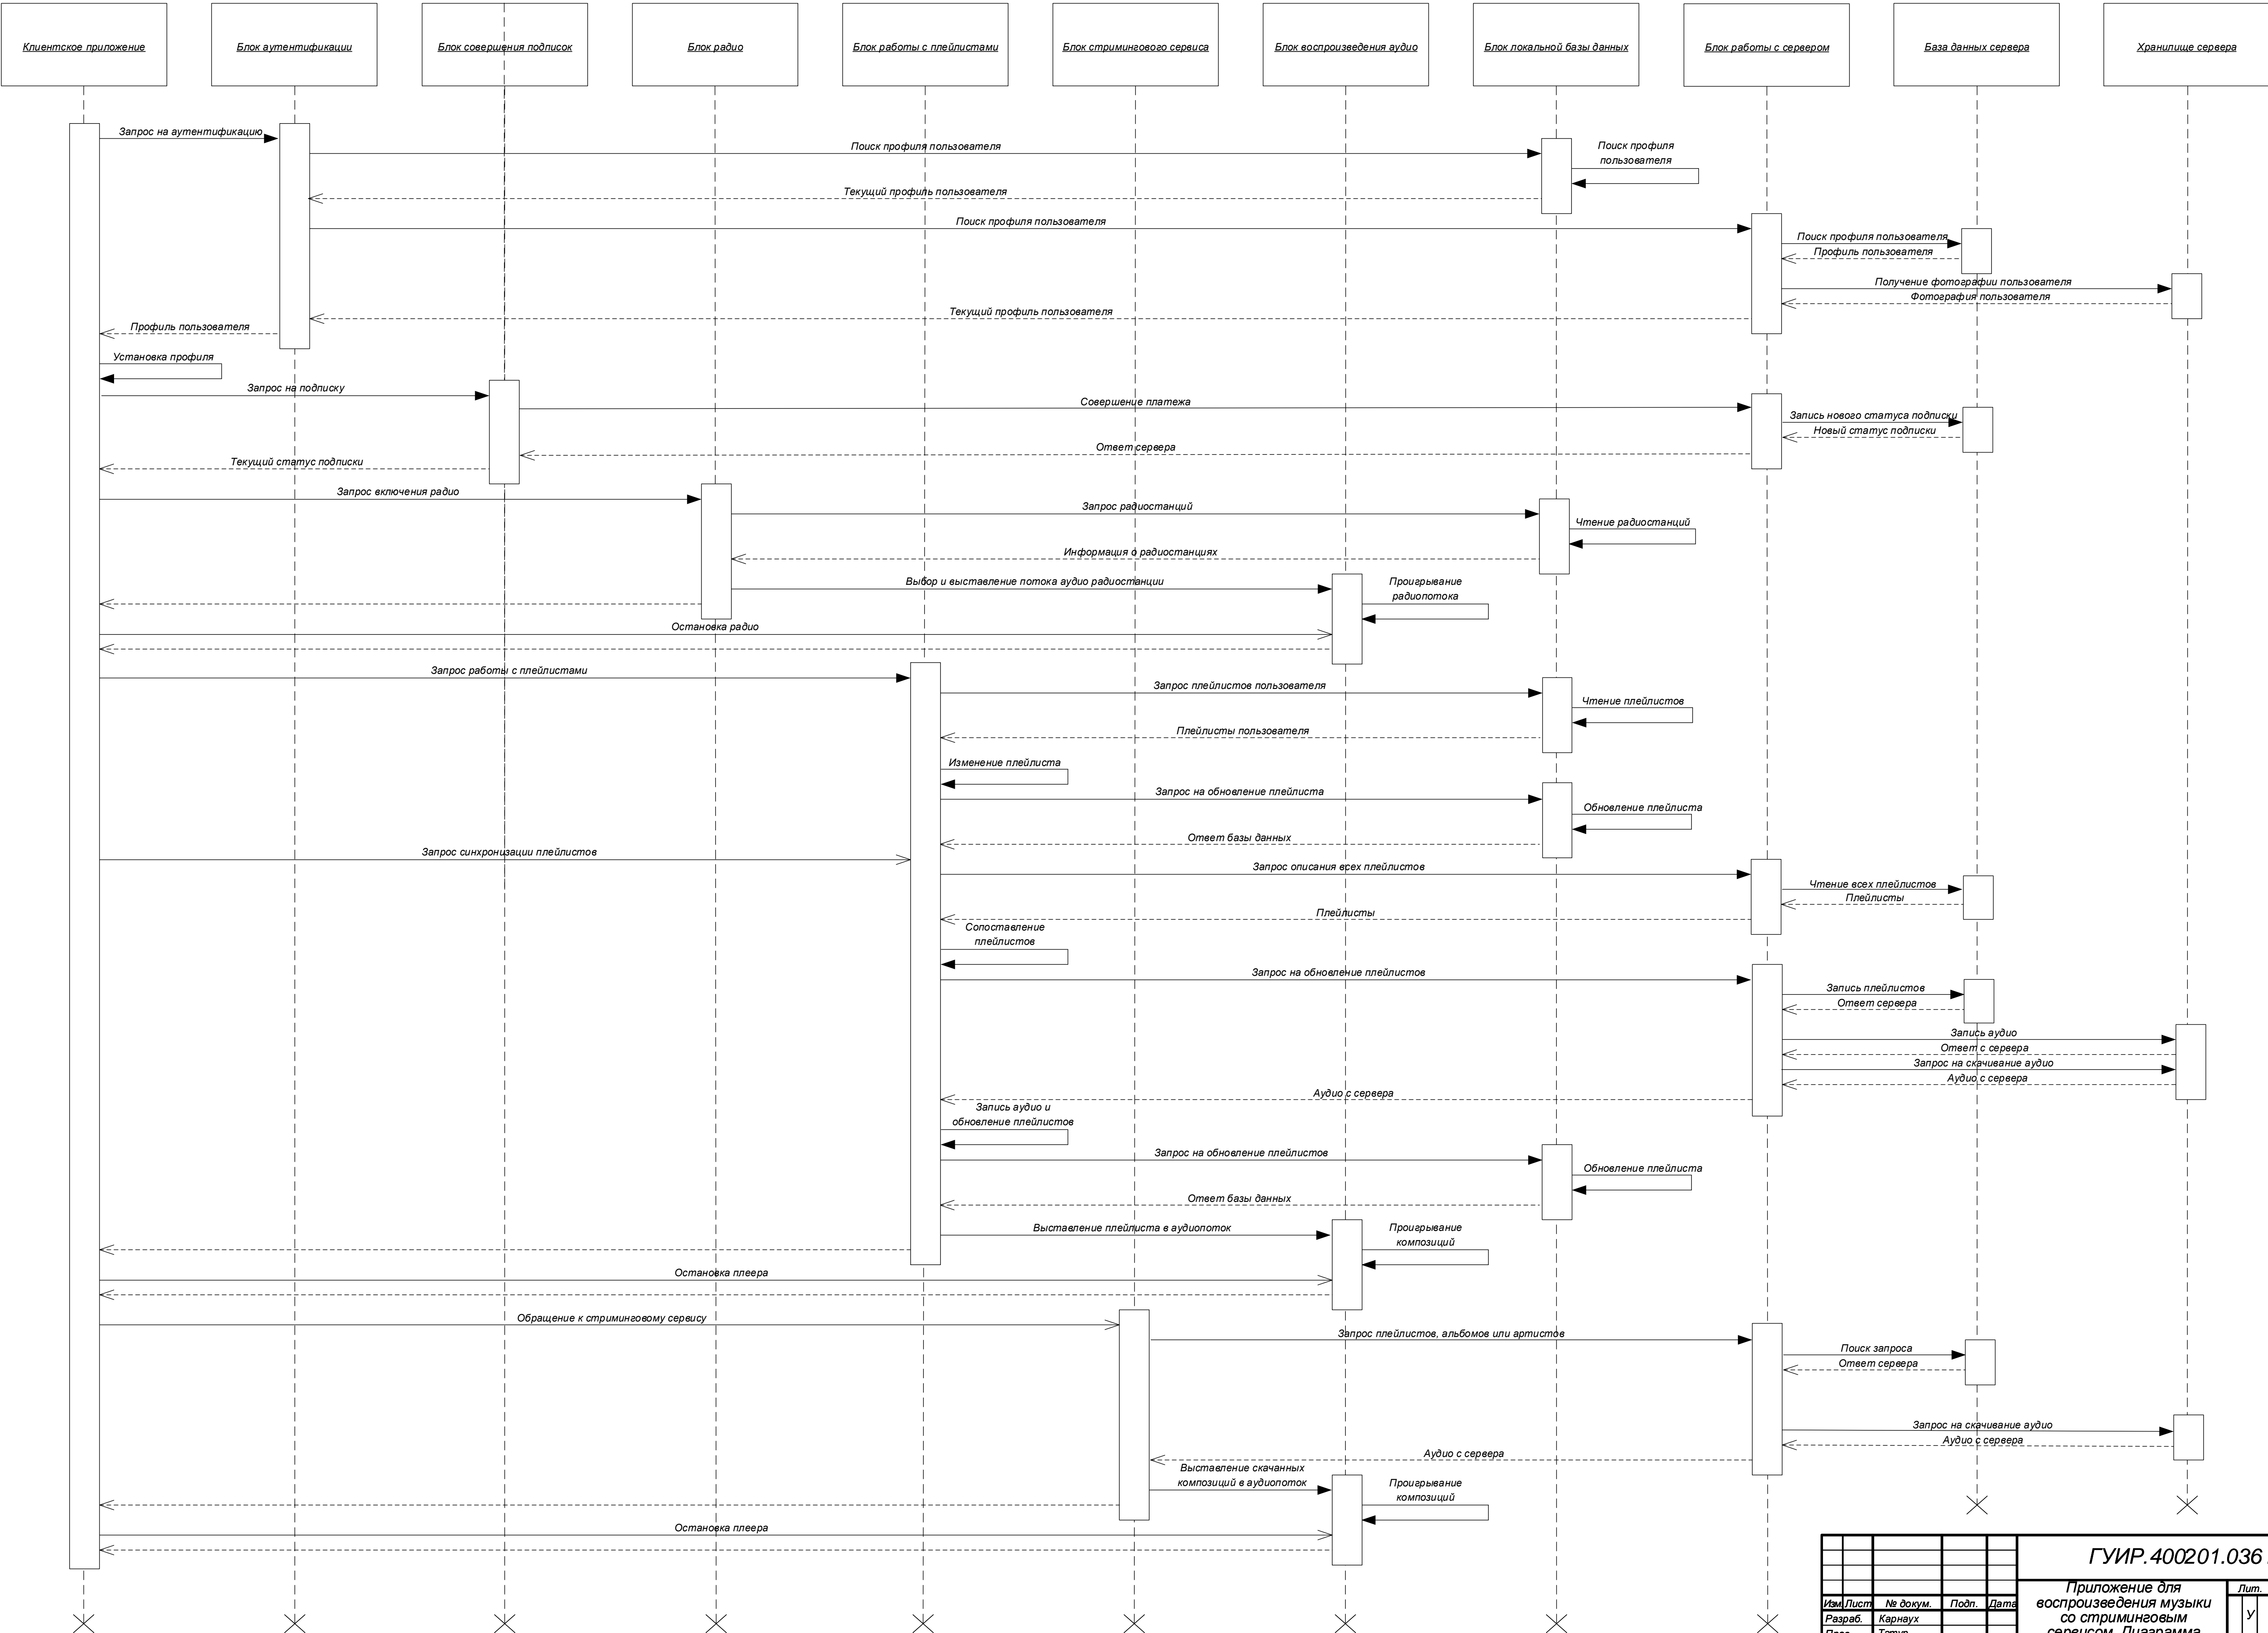 Клиентское приложение
Блок аутентификации
Блок совершения подписок
Блок радио
Блок работы с плейлистами
Блок стримингового сервиса
Блок воспроизведения аудио
Блок локальной базы данных
Блок работы с сервером
База данных сервера
Хранилище сервера
Запрос на аутентификацию
Поиск профиля пользователя
Поиск профиля
пользователя
Текущий профиль пользователя
Поиск профиля пользователя
Поиск профиля пользователя
Профиль пользователя
Получение фотографии пользователя
Фотография пользователя
Текущий профиль пользователя
Профиль пользователя
Установка профиля
Запрос на подписку
Совершение платежа
Запись нового статуса подписки
Новый статус подписки
Ответ сервера
Текущий статус подписки
Запрос включения радио
Запрос радиостанций
Чтение радиостанций
Информация о радиостанциях
Выбор и выставление потока аудио радиостанции
Проигрывание
радиопотока
Остановка радио
Запрос работы с плейлистами
Запрос плейлистов пользователя
Чтение плейлистов
Плейлисты пользователя
Изменение плейлиста
Запрос на обновление плейлиста
Обновление плейлиста
Ответ базы данных
Запрос синхронизации плейлистов
Запрос описания всех плейлистов
Чтение всех плейлистов
Плейлисты
Плейлисты
Сопоставление
плейлистов
Запрос на обновление плейлистов
Запись плейлистов
Ответ сервера
Запись аудио
Ответ с сервера
Запрос на скачивание аудио
Аудио с сервера
Аудио с сервера
Запись аудио и
обновление плейлистов
Запрос на обновление плейлистов
Обновление плейлиста
Ответ базы данных
Выставление плейлиста в аудиопоток
Проигрывание
композиций
Остановка плеера
Обращение к стриминговому сервису
Запрос плейлистов, альбомов или артистов
Поиск запроса
Ответ сервера
Запрос на скачивание аудио
Аудио с сервера
Аудио с сервера
Выставление скачанных
композиций в аудиопоток
Проигрывание
композиций
Остановка плеера
ГУИР.400201.036
Приложение для
воспроизведения музыки
со стриминговым
сервисом. Диаграмма
Лит.
У
Изм. Лист № докум. Подп. Дата
Разраб. Карнаух